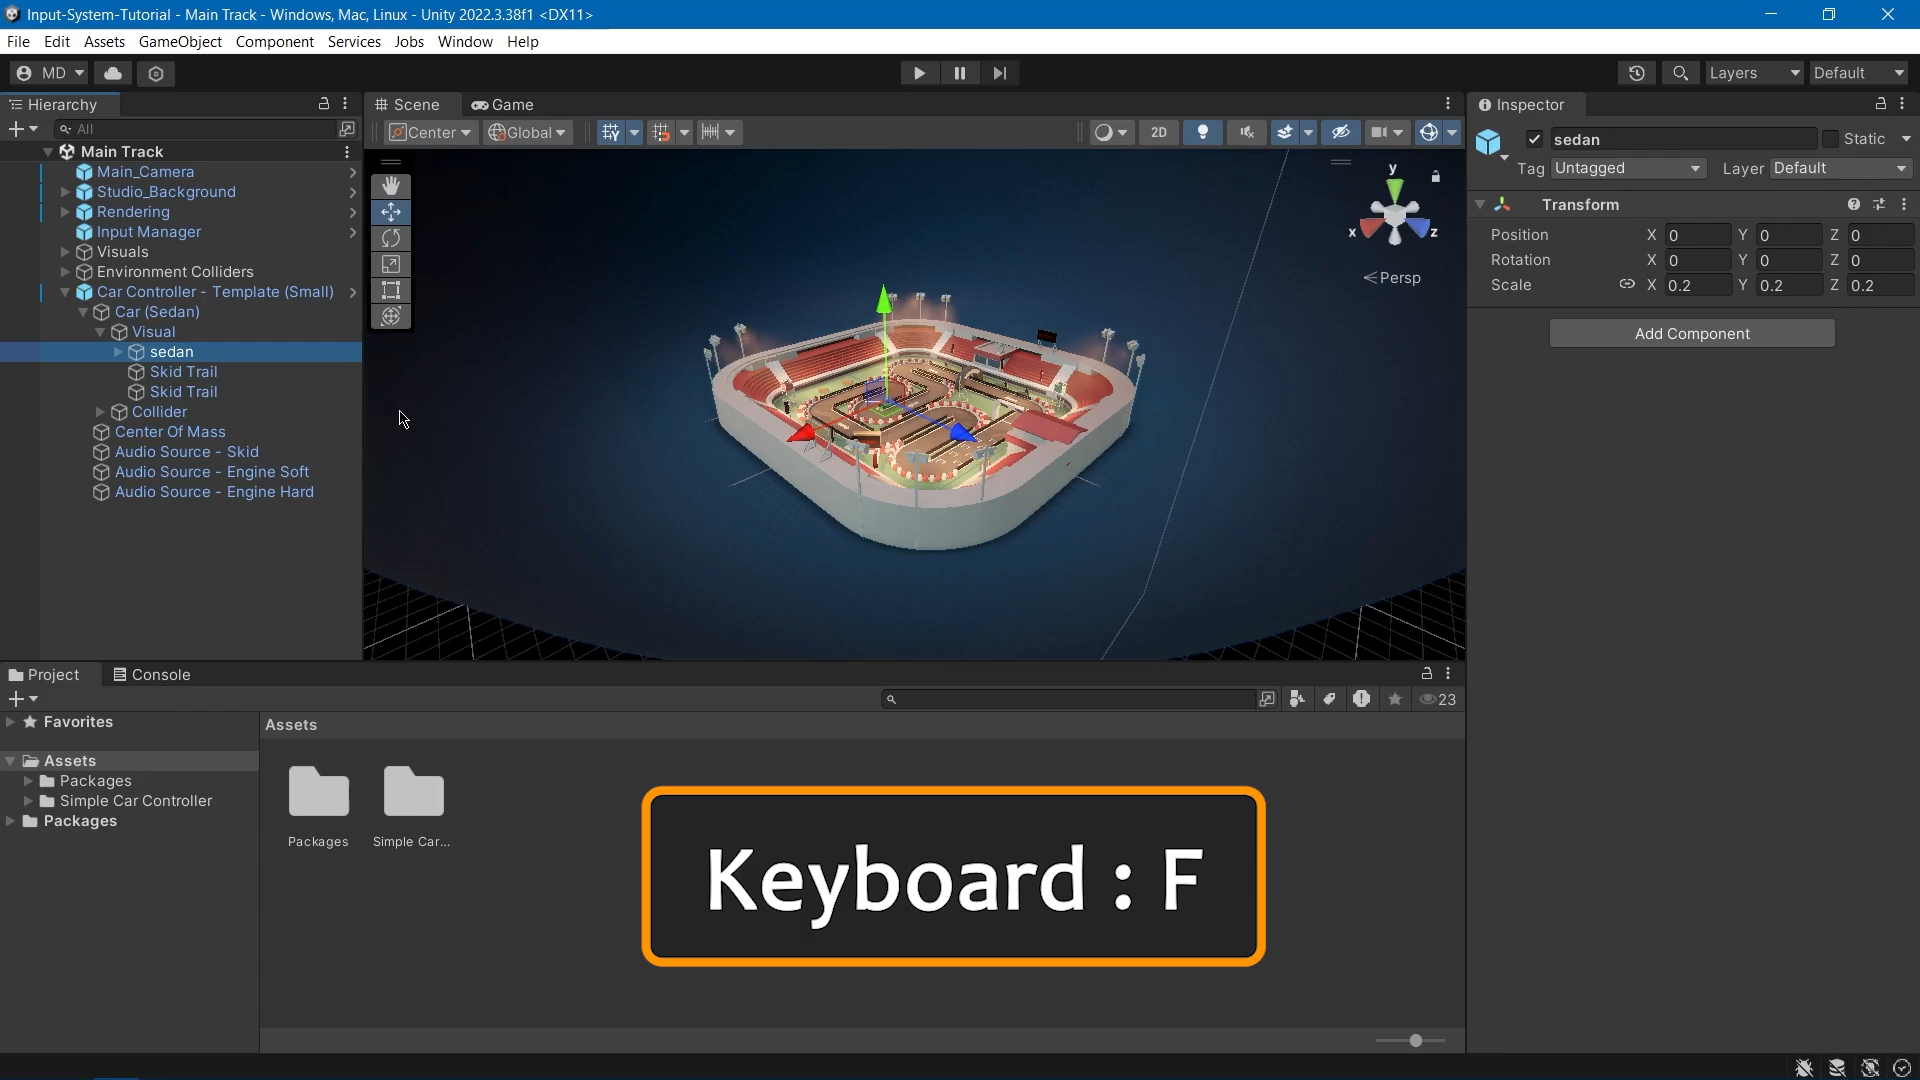 Input-System-Tutorial - Main Track - Windows, Mac, Linux - Unity 2022.3.38f1 <DX11>
File Edit Assets GameObject Component Services Jobs Window Help
MD Layers Default
Hierarchy Scene Game Inspector
All Center Global 2D sedan Static
Tag Untagged Layer Default
Main Track
Main_Camera
Studio_Background
Rendering
Input Manager
Visuals
Environment Colliders
Car Controller - Template (Small)
Car (Sedan)
Visual
sedan
Skid Trail
Skid Trail
Collider
Center Of Mass
Audio Source - Skid
Audio Source - Engine Soft
Audio Source - Engine Hard
y
x z
Persp
Transform
Position X 0 Y 0 Z 0
Rotation X 0 Y 0 Z 0
Scale X 0.2 Y 0.2 Z 0.2
Add Component
Project Console
23
Favorites
Assets
Packages
Simple Car Controller
Packages
Assets
Packages Simple Car...
Keyboard : F